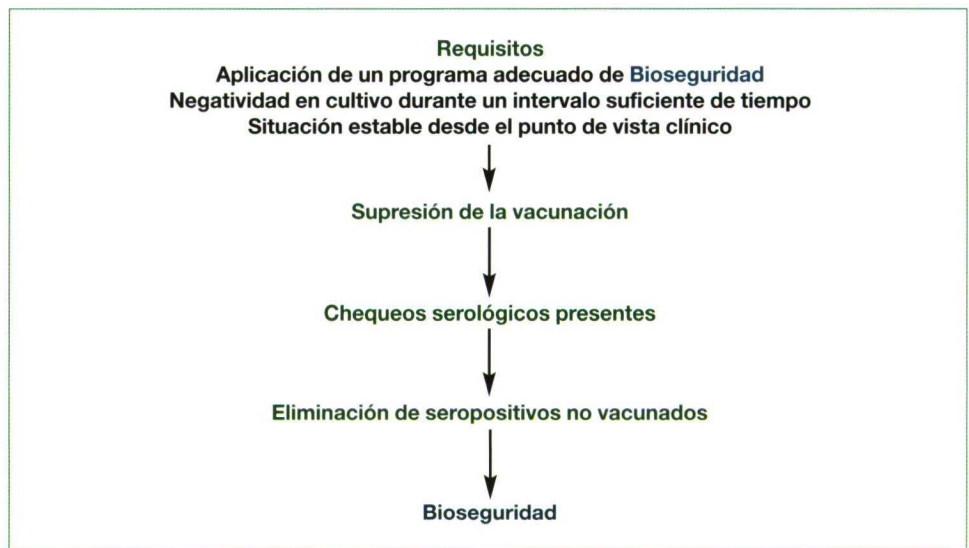 Requisitos
Aplicación de un programa adecuado de Bioseguridad
Negatividad en cultivo durante un intervalo suficiente de tiempo
Situación estable desde el punto de vista clínico
Supresión de la vacunación
Chequeos serológicos presentes
Eliminación de seropositivos no vacunados
Bioseguridad